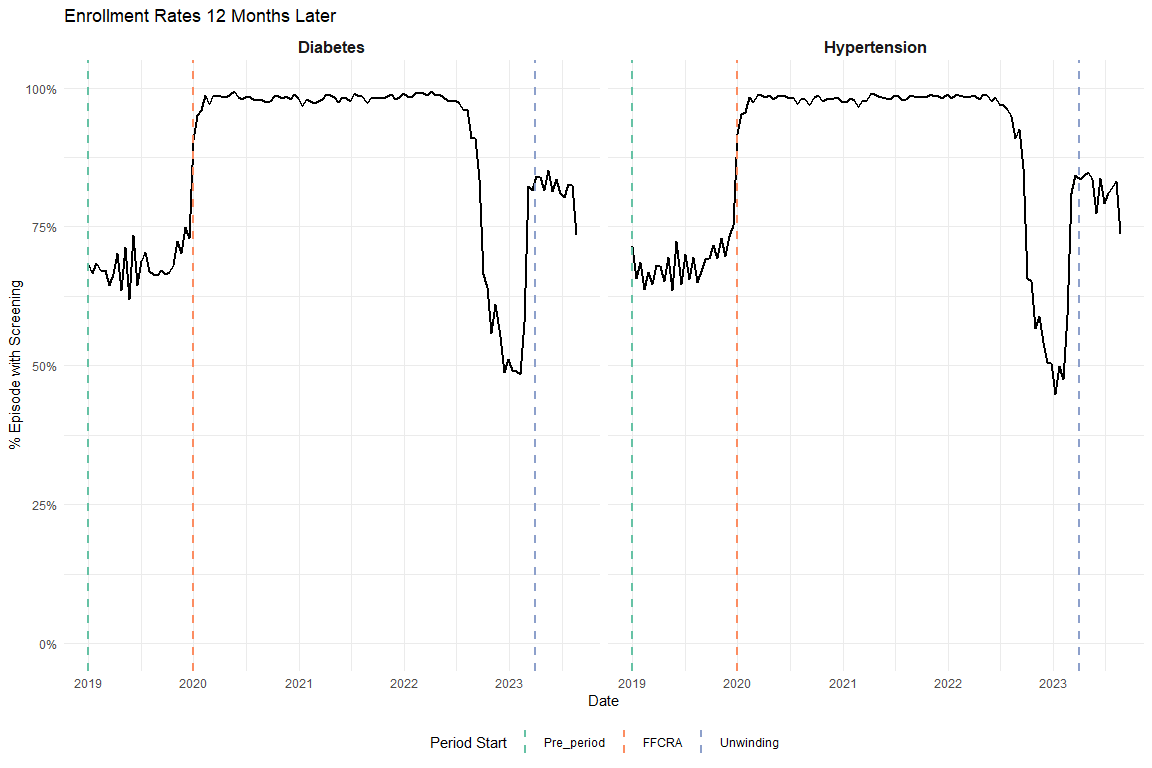 Enrollment Rates 12 Months Later
Diabetes
Hypertension
% Episode with Screening
100%
75%
50%
25%
0%
2019 2020 2021 2022 2023
2019 2020 2021 2022 2023
Date
Period Start Pre_period FFCRA Unwinding